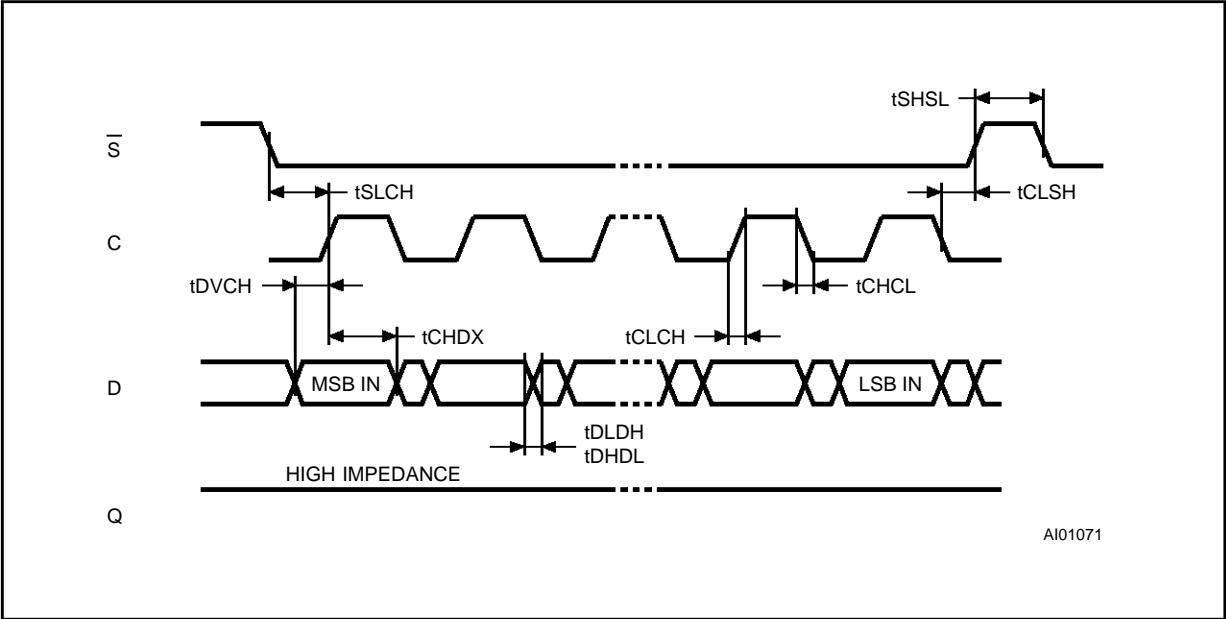 tSHSL
S̅
tSLCH
tCLSH
C
tDVCH
tCHCL
tCHDX
tCLCH
D
MSB IN
LSB IN
tDLDH
tDHDL
HIGH IMPEDANCE
Q
AI01071